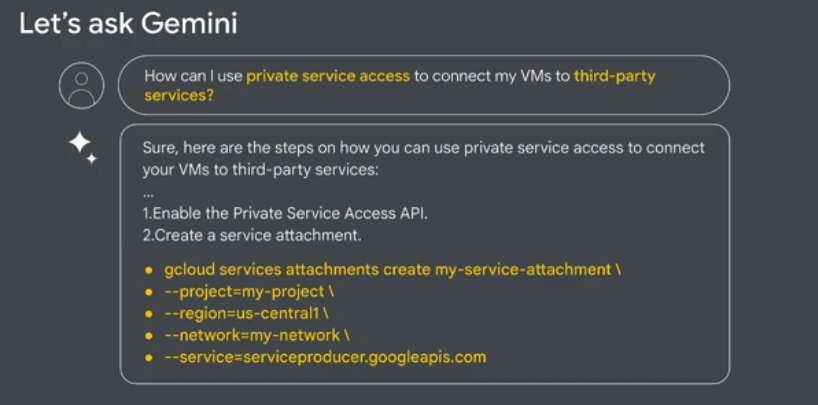 Let's ask Gemini
How can I use private service access to connect my VMs to third-party
services?
Sure, here are the steps on how you can use private service access to connect
your VMs to third-party services:
...
1.Enable the Private Service Access API.
2.Create a service attachment.
• gcloud services attachments create my-service-attachment \
• --project=my-project \
• --region=us-central1 \
• --network=my-network \
• --service=serviceproducer.googleapis.com